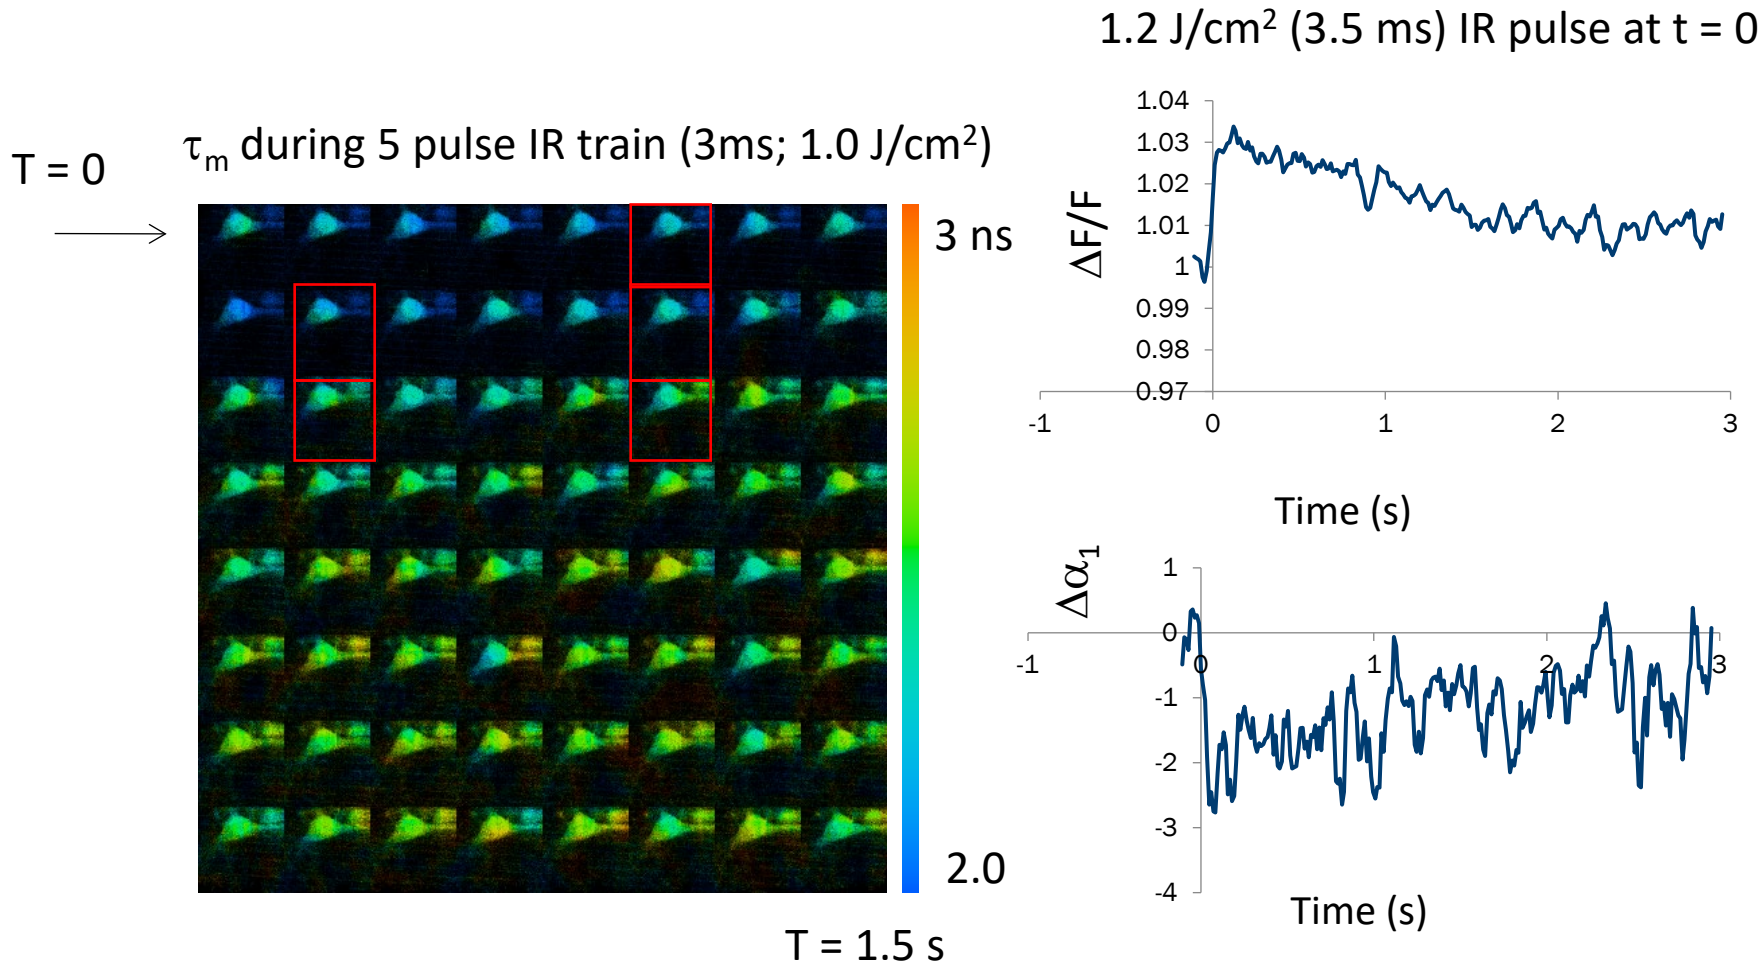 1.2 J/cm² (3.5 ms) IR pulse at t = 0
T = 0
τm during 5 pulse IR train (3ms; 1.0 J/cm²)
3 ns
2.0
T = 1.5 s
ΔF/F
1.04
1.03
1.02
1.01
1
0.99
0.98
0.97
-1 0 1 2 3
Time (s)
Δα1
1
0
-1
-2
-3
-4
-1 0 1 2 3
Time (s)